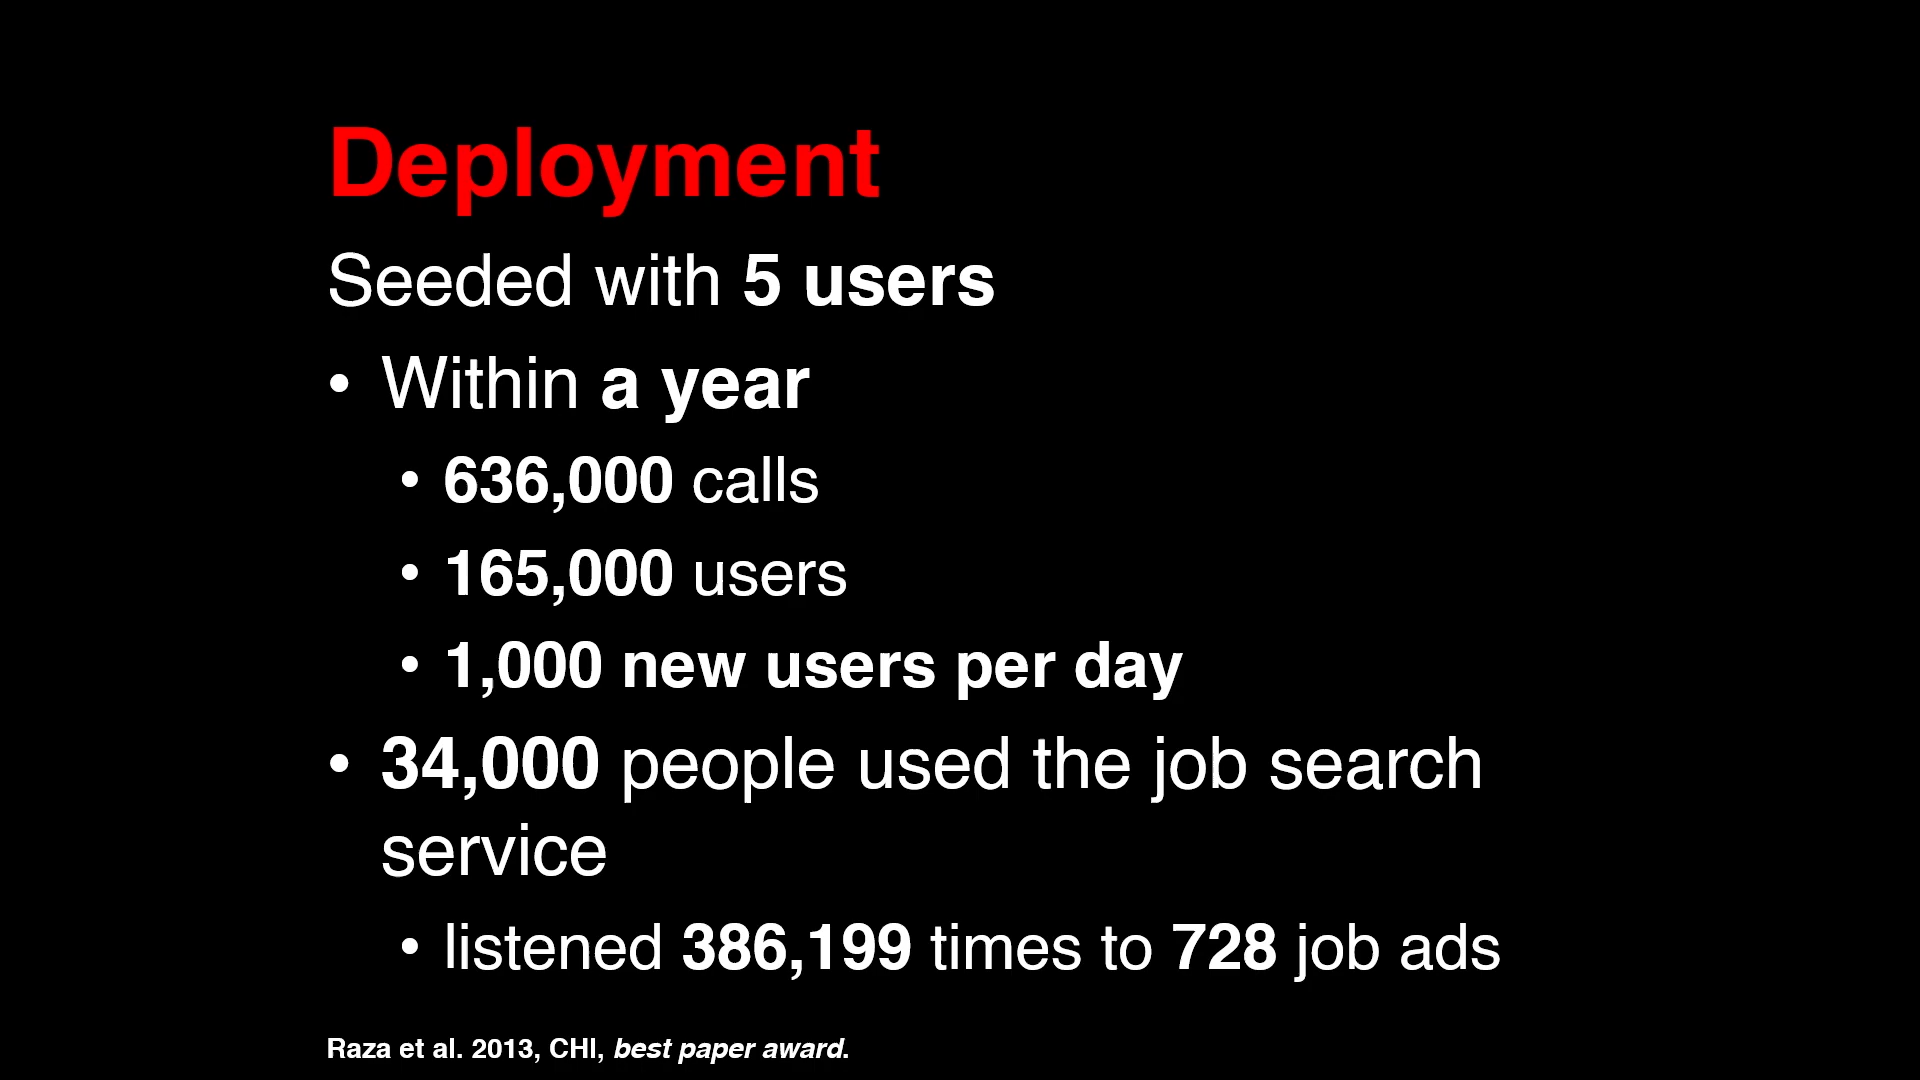 Deployment
Seeded with 5 users
• Within a year
• 636,000 calls
• 165,000 users
• 1,000 new users per day
• 34,000 people used the job search
service
• listened 386,199 times to 728 job ads
Raza et al. 2013, CHI, best paper award.